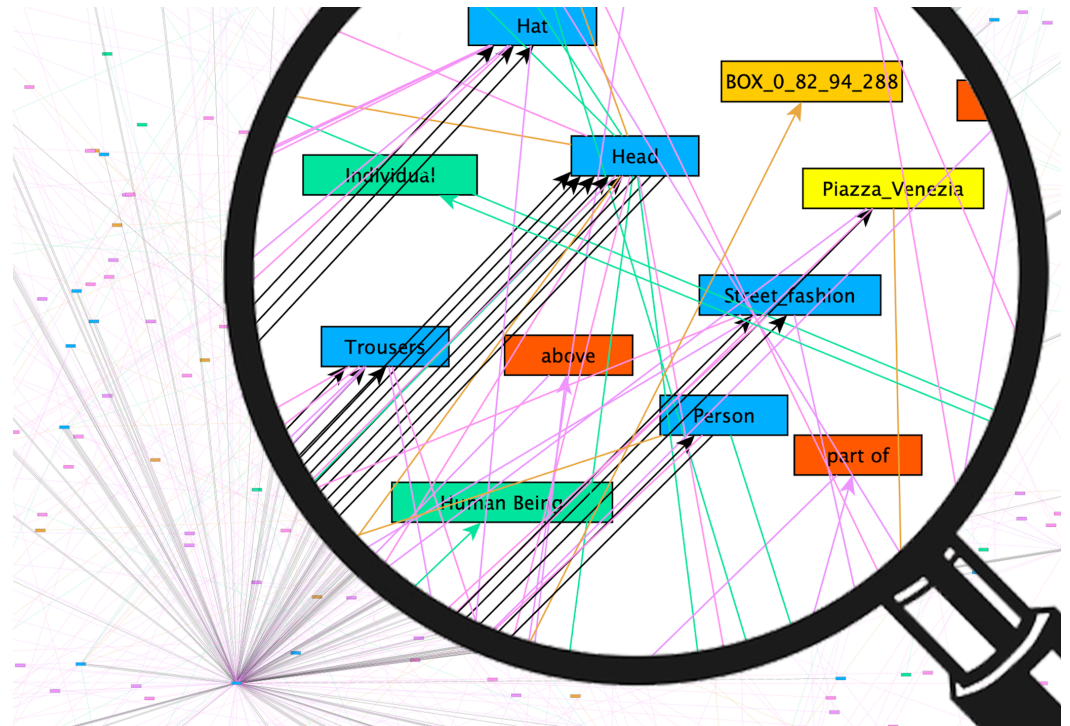 Hat
BOX_0_82_94_288
Head
Individual
Piazza_Venezia
Street_fashion
Trousers
above
Person
part of
Human Being